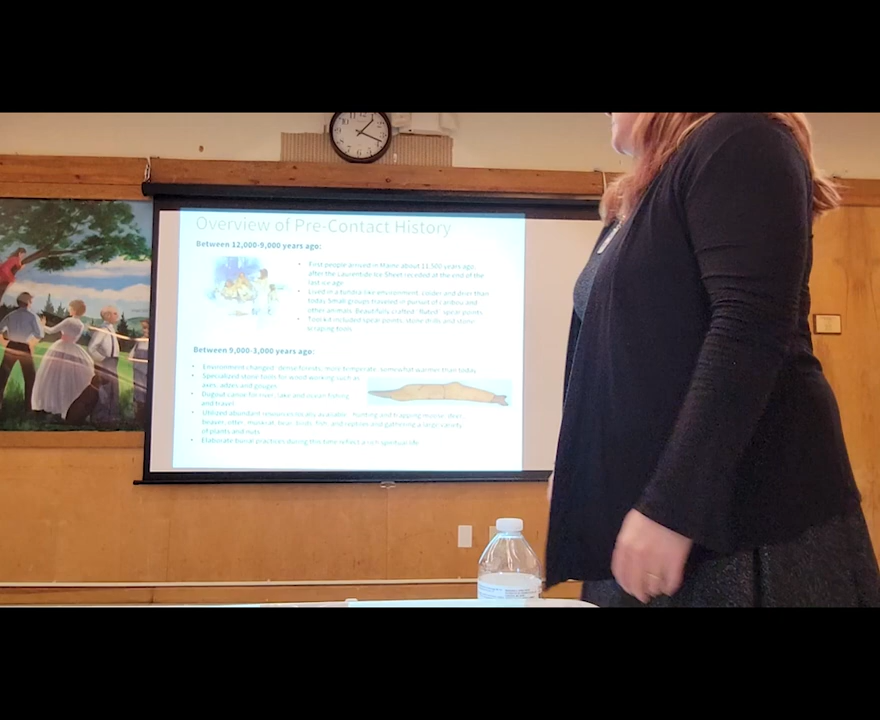 Overview of Pre-Contact History
Between 12,000-9,000 years ago:
• First people arrived in Maine about 11,500 years ago,
after the Laurentide Ice Sheet receded at the end of the
last ice age.
• Lived in a tundra-like environment, colder and drier than
today. Small groups traveled in pursuit of caribou and
other animals. Beautifully crafted "fluted" spear points.
• Toolkit included spear points, stone drills and stone
scraping tools.
Between 9,000-3,000 years ago:
• Environment changed: dense forests, more temperate, somewhat warmer than today.
• Specialized stone tools for wood working such as
axes, adzes and gouges.
• Dugout canoe for river, lake and ocean fishing
and travel.
• Utilized abundant resources locally available: hunting and trapping moose, deer,
beaver, otter, muskrat, bear, birds, fish, and reptiles and gathering a large variety
of plants and nuts.
• Elaborate burial practices during this time reflect a rich spiritual life.